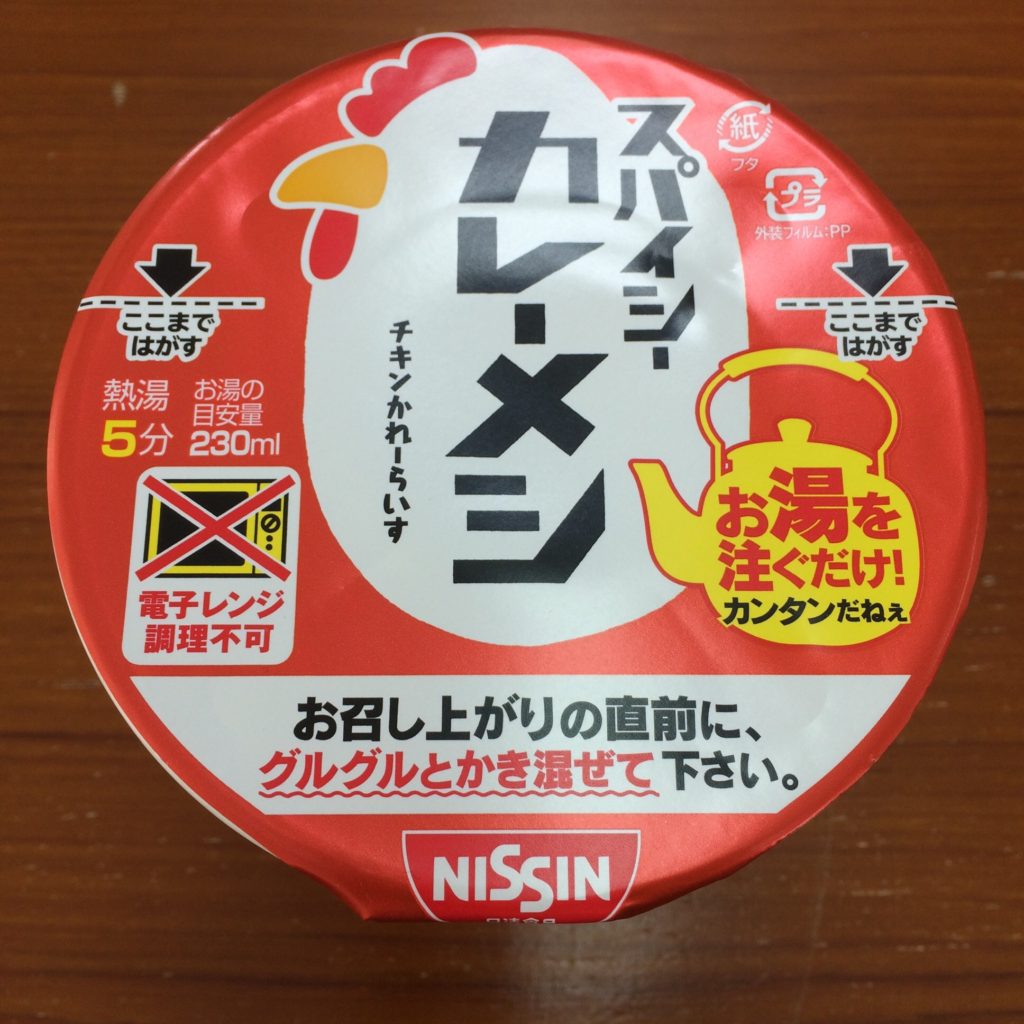 スパイシー
カレーメシ
チキンかれーらいす
紙
フタ
プラ
外装フィルム:PP
ここまで
はがす
ここまで
はがす
熱湯
5分
お湯の
目安量
230ml
電子レンジ
調理不可
お湯を
注ぐだけ!
カンタンだねぇ
お召し上がりの直前に、
グルグルとかき混ぜて下さい。
NISSIN